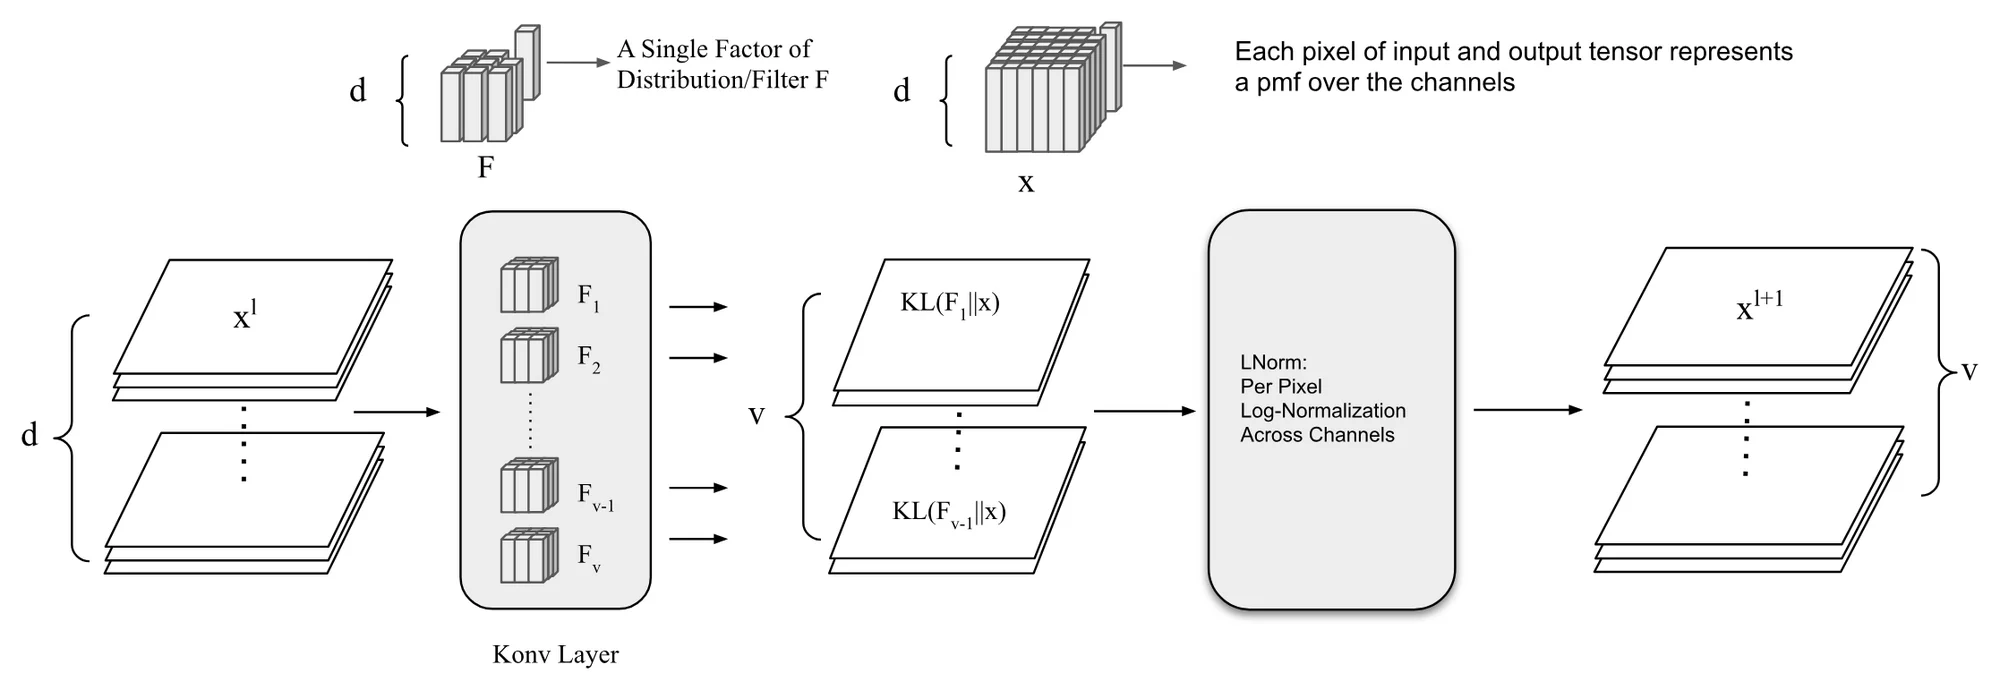 d
A Single Factor of
Distribution/Filter F
F
d
Each pixel of input and output tensor represents
a pmf over the channels
x
d
x^l
F_1
F_2
F_{v-1}
F_v
Konv Layer
v
KL(F_1||x)
KL(F_{v-1}||x)
LNorm:
Per Pixel
Log-Normalization
Across Channels
x^{l+1}
v